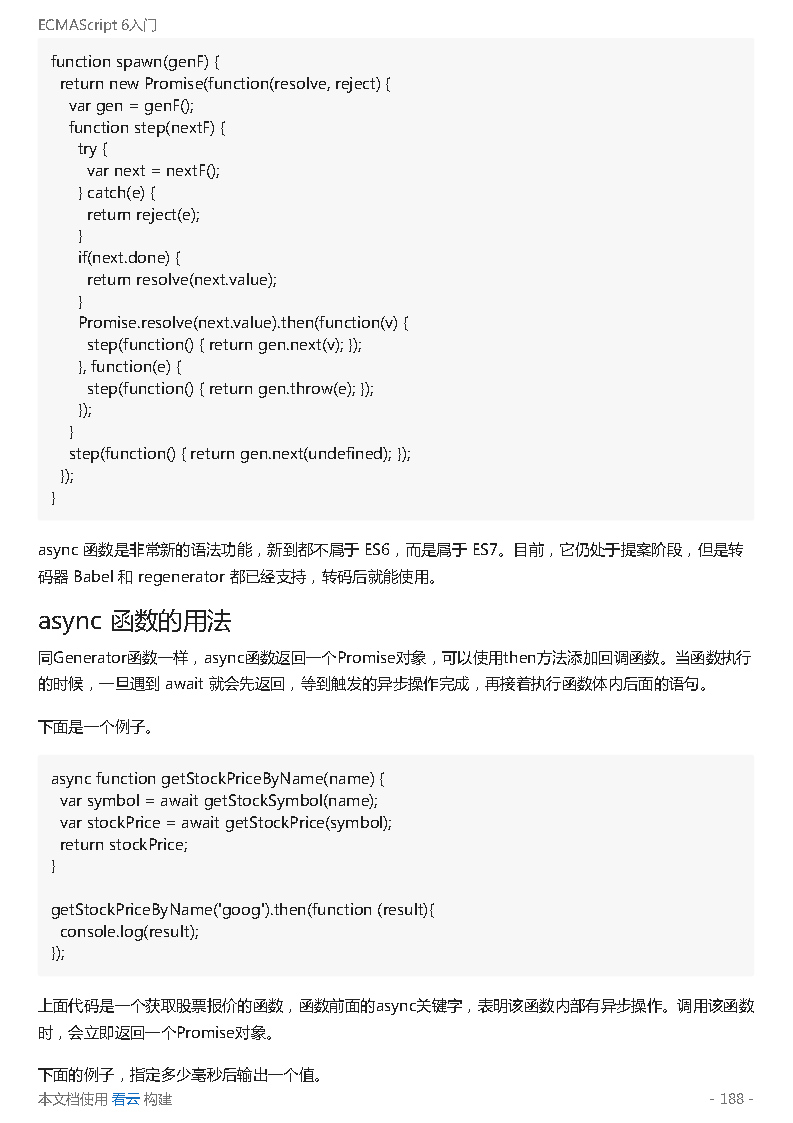 ECMAScript 6入门
function spawn(genF) {
  return new Promise(function(resolve, reject) {
    var gen = genF();
    function step(nextF) {
      try {
        var next = nextF();
      } catch(e) {
        return reject(e);
      }
      if(next.done) {
        return resolve(next.value);
      }
      Promise.resolve(next.value).then(function(v) {
        step(function() { return gen.next(v); });
      }, function(e) {
        step(function() { return gen.throw(e); });
      });
    }
    step(function() { return gen.next(undefined); });
  });
}
async 函数是非常新的语法功能，新到都不属于 ES6，而是属于 ES7。目前，它仍处于提案阶段，但是转
码器 Babel 和 regenerator 都已经支持，转码后就能使用。
async 函数的用法
同Generator函数一样，async函数返回一个Promise对象，可以使用then方法添加回调函数。当函数执行
的时候，一旦遇到 await 就会先返回，等到触发的异步操作完成，再接着执行函数体内后面的语句。
下面是一个例子。
async function getStockPriceByName(name) {
  var symbol = await getStockSymbol(name);
  var stockPrice = await getStockPrice(symbol);
  return stockPrice;
}
getStockPriceByName('goog').then(function (result){
  console.log(result);
});
上面代码是一个获取股票报价的函数，函数前面的async关键字，表明该函数内部有异步操作。调用该函数
时，会立即返回一个Promise对象。
下面的例子，指定多少毫秒后输出一个值。
本文档使用 看云 构建
- 188 -